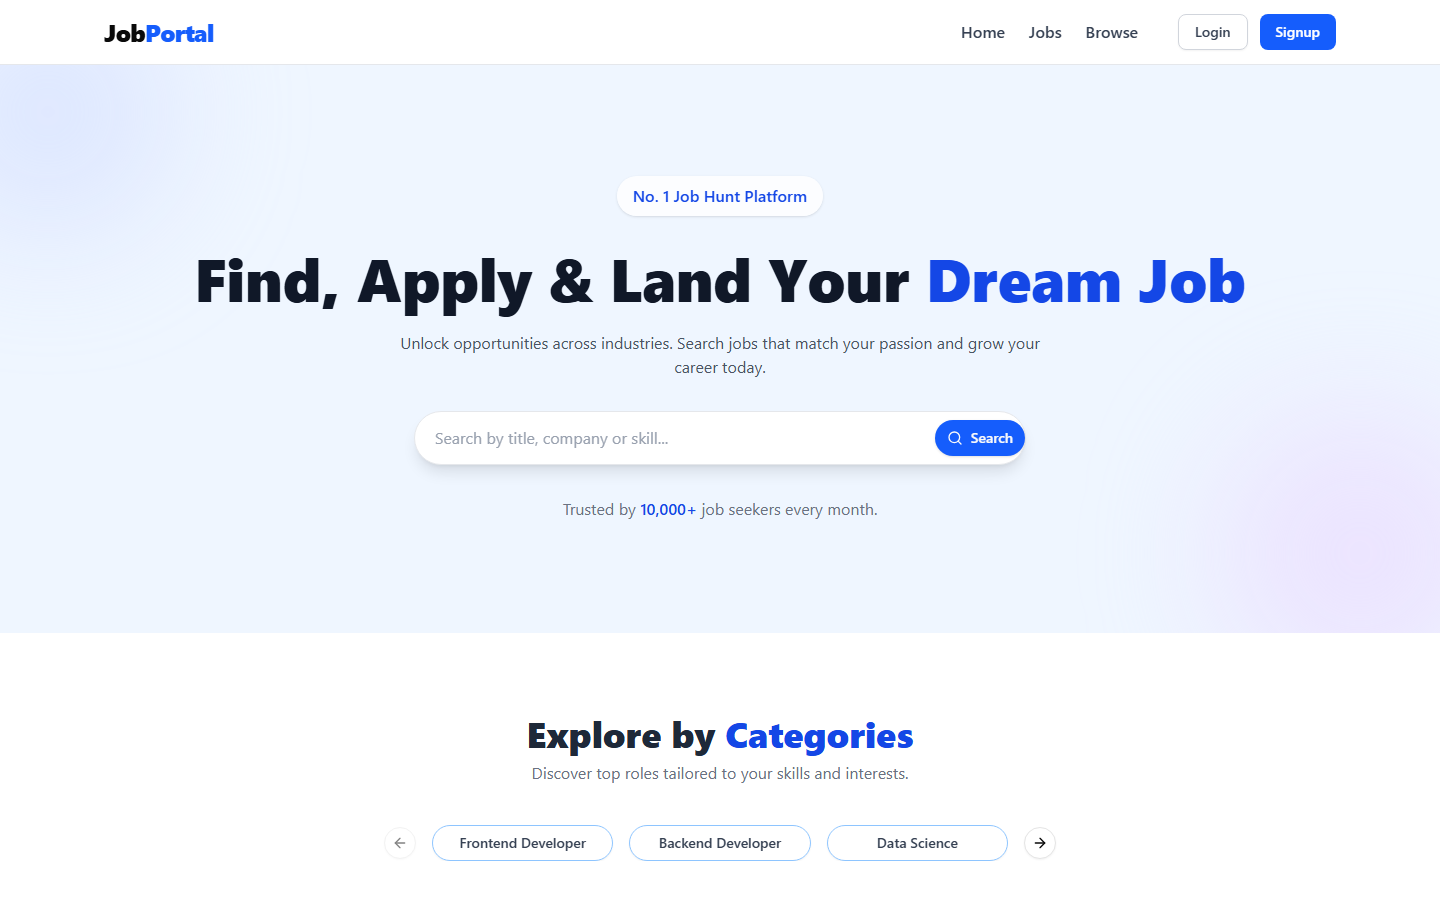 JobPortal
Home Jobs Browse Login Signup
No. 1 Job Hunt Platform
Find, Apply & Land Your Dream Job
Unlock opportunities across industries. Search jobs that match your passion and grow your
career today.
Search by title, company or skill...
Search
Trusted by 10,000+ job seekers every month.
Explore by Categories
Discover top roles tailored to your skills and interests.
Frontend Developer Backend Developer Data Science